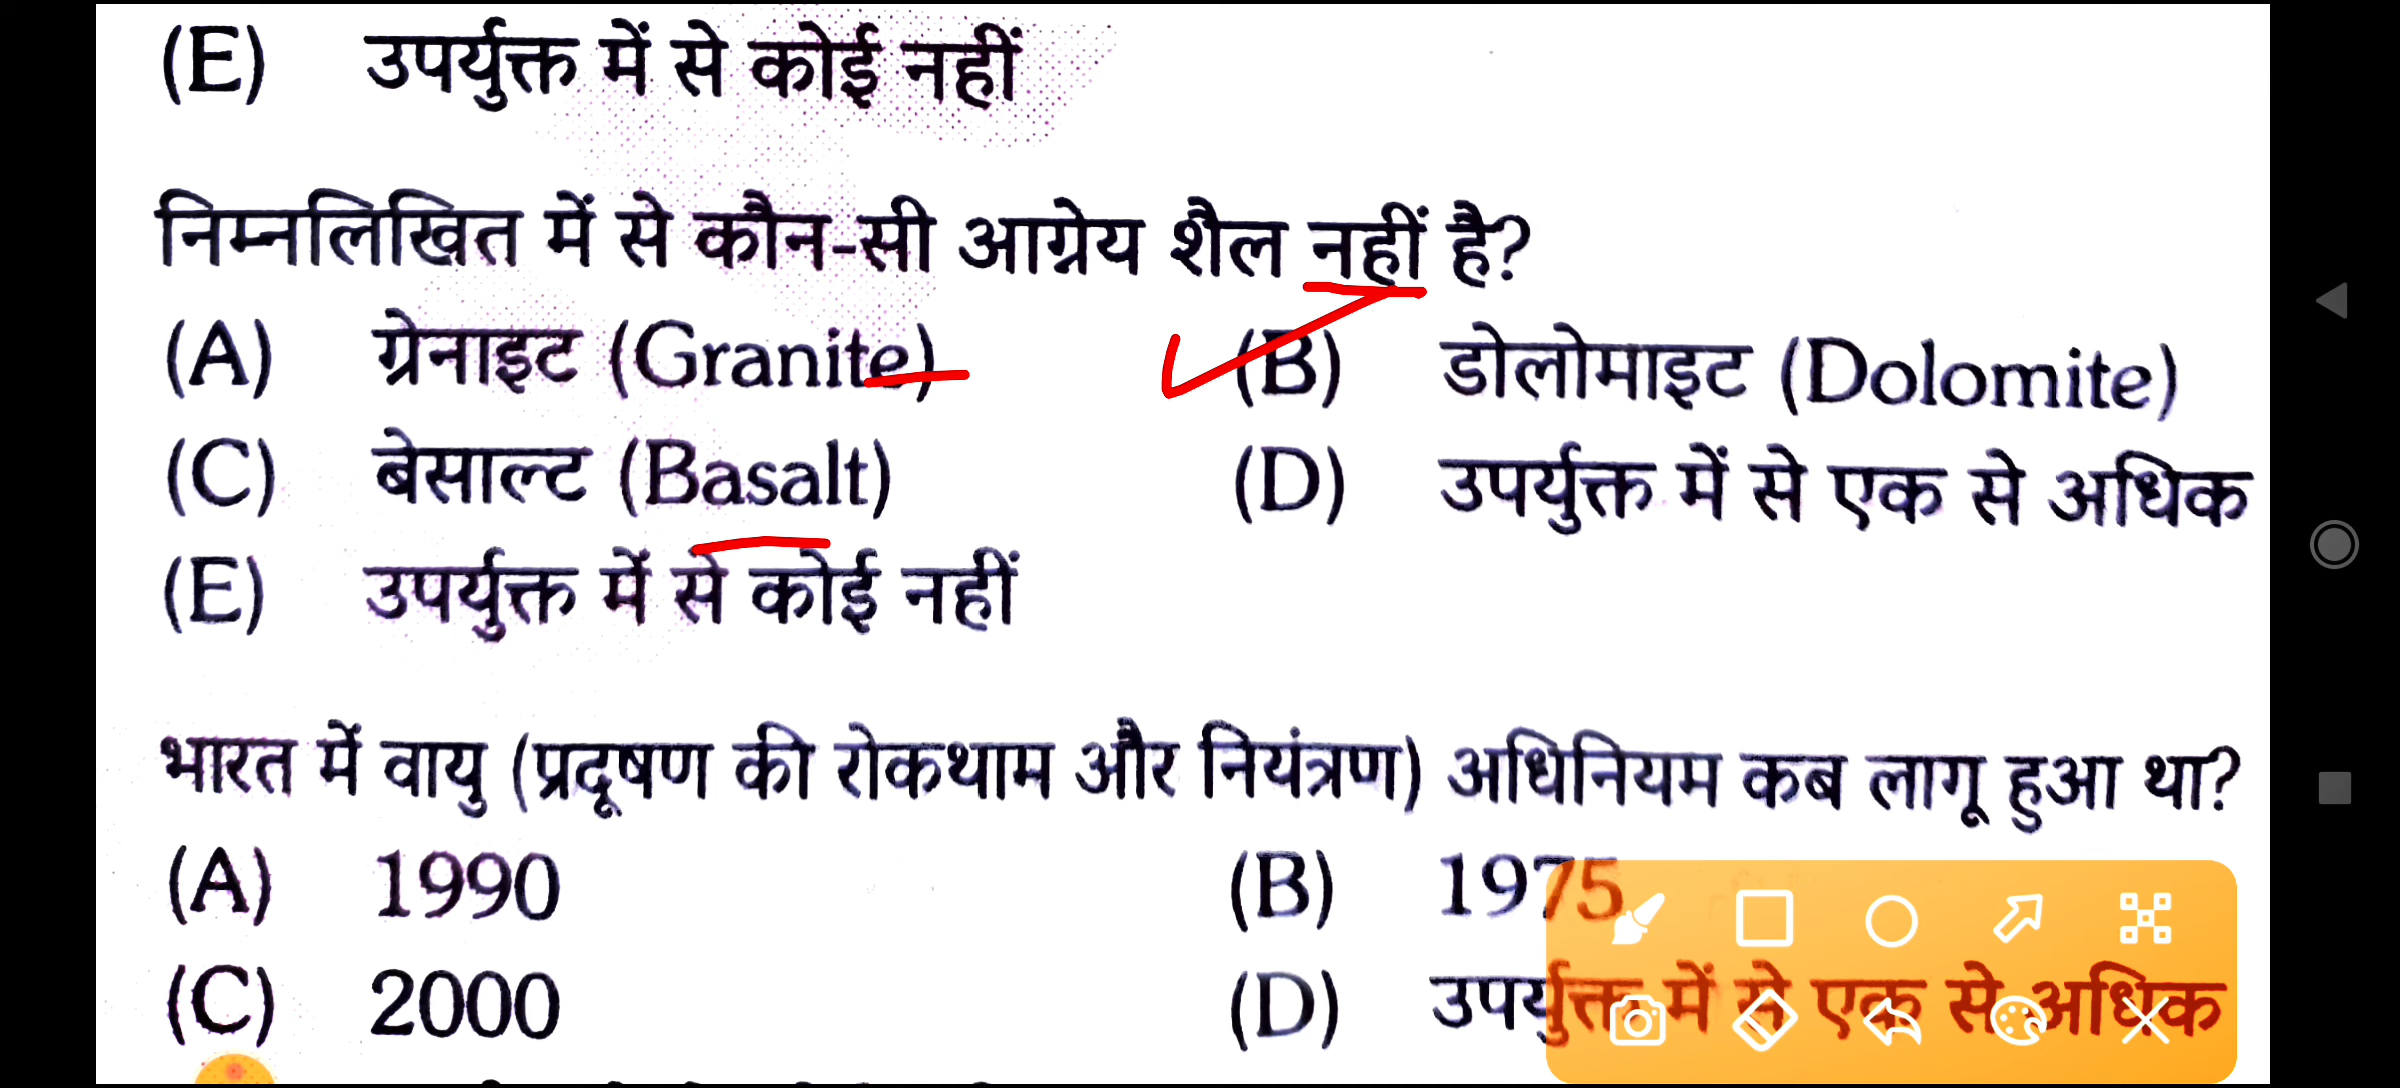 (E) उपर्युक्त में से कोई नहीं
निम्नलिखित में से कौन-सी आग्नेय शैल नहीं है?
(A) ग्रेनाइट (Granite) (B) डोलोमाइट (Dolomite)
(C) बेसाल्ट (Basalt) (D) उपर्युक्त में से एक से अधिक
(E) उपर्युक्त में से कोई नहीं
भारत में वायु (प्रदूषण की रोकथाम और नियंत्रण) अधिनियम कब लागू हुआ था?
(A) 1990 (B) 1975
(C) 2000 (D) उपर्युक्त में से एक से अधिक